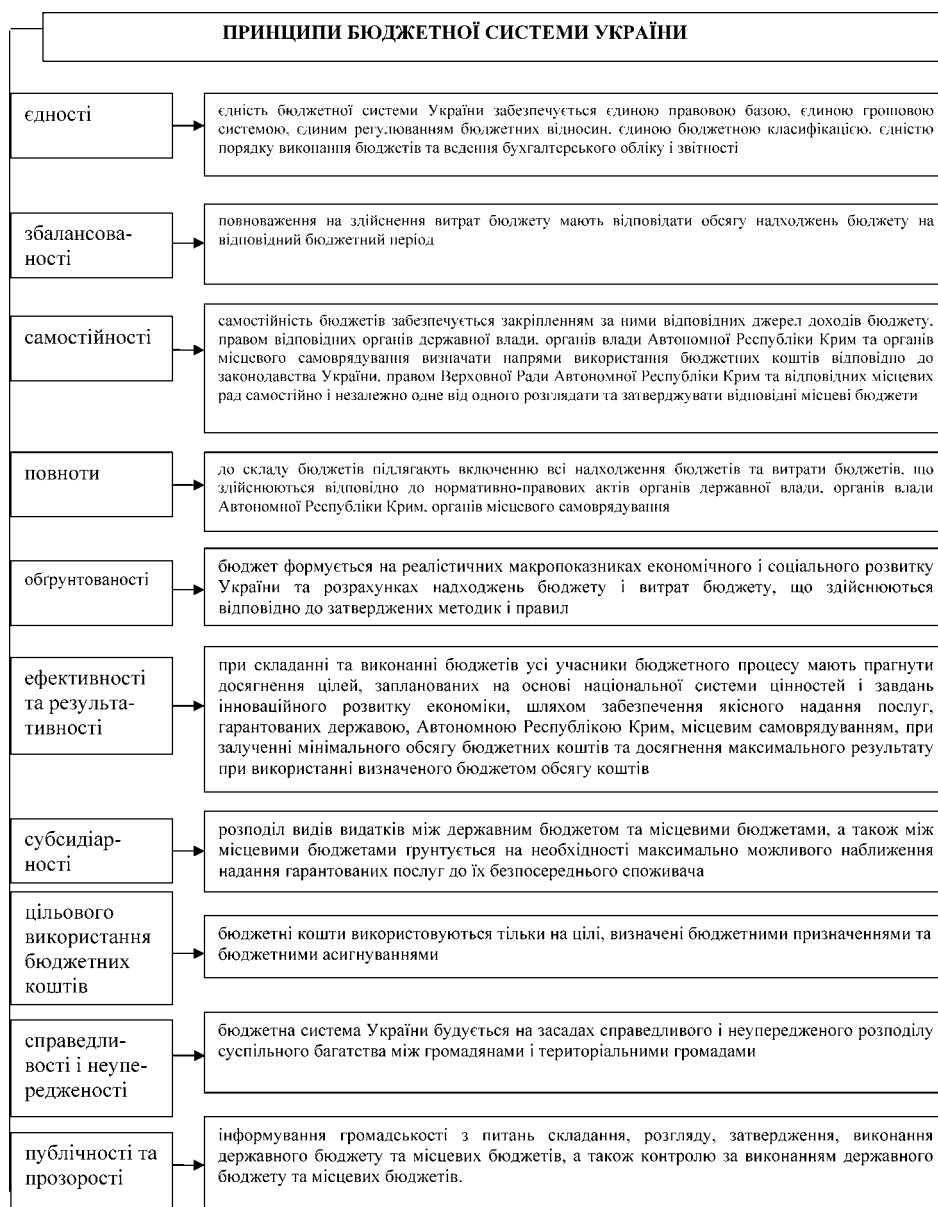 ПРИНЦИПИ БЮДЖЕТНОЇ СИСТЕМИ УКРАЇНИ
єдності
єдність бюджетної системи України забезпечується єдиною правовою базою, єдиною грошовою
системою, єдиним регулюванням бюджетних відносин, єдиною бюджетною класифікацією, єдністю
порядку виконання бюджетів та ведення бухгалтерського обліку і звітності
збалансова-
ності
повноваження на здійснення витрат бюджету мають відповідати обсягу надходжень бюджету на
відповідний бюджетний період
самостійності
самостійність бюджетів забезпечується закріпленням за ними відповідних джерел доходів бюджету,
правом відповідних органів державної влади, органів влади Автономної Республіки Крим та органів
місцевого самоврядування визначати напрями використання бюджетних коштів відповідно до
законодавства України, правом Верховної Ради Автономної Республіки Крим та відповідних місцевих
рад самостійно і незалежно одне від одного розглядати та затверджувати відповідні місцеві бюджети
повноти
до складу бюджетів підлягають включенню всі надходження бюджетів та витрати бюджетів, що
здійснюються відповідно до нормативно-правових актів органів державної влади, органів влади
Автономної Республіки Крим, органів місцевого самоврядування
обґрунтованості
бюджет формується на реалістичних макропоказниках економічного і соціального розвитку
України та розрахунках надходжень бюджету і витрат бюджету, що здійснюються
відповідно до затверджених методик і правил
ефективності
та результа-
тивності
при складанні та виконанні бюджетів усі учасники бюджетного процесу мають прагнути
досягнення цілей, запланованих на основі національної системи цінностей і завдань
інноваційного розвитку економіки, шляхом забезпечення якісного надання послуг,
гарантованих державою, Автономною Республікою Крим, місцевим самоврядуванням, при
залученні мінімального обсягу бюджетних коштів та досягнення максимального результату
при використанні визначеного бюджетом обсягу коштів
субсидіар-
ності
розподіл видів видатків між державним бюджетом та місцевими бюджетами, а також між
місцевими бюджетами ґрунтується на необхідності максимально можливого наближення
надання гарантованих послуг до їх безпосереднього споживача
цільового
використання
бюджетних
коштів
бюджетні кошти використовуються тільки на цілі, визначені бюджетними призначеннями та
бюджетними асигнуваннями
справедли-
вості і неупе-
редженості
бюджетна система України будується на засадах справедливого і неупередженого розподілу
суспільного багатства між громадянами і територіальними громадами
публічності та
прозорості
інформування громадськості з питань складання, розгляду, затвердження, виконання
державного бюджету та місцевих бюджетів, а також контролю за виконанням державного
бюджету та місцевих бюджетів.